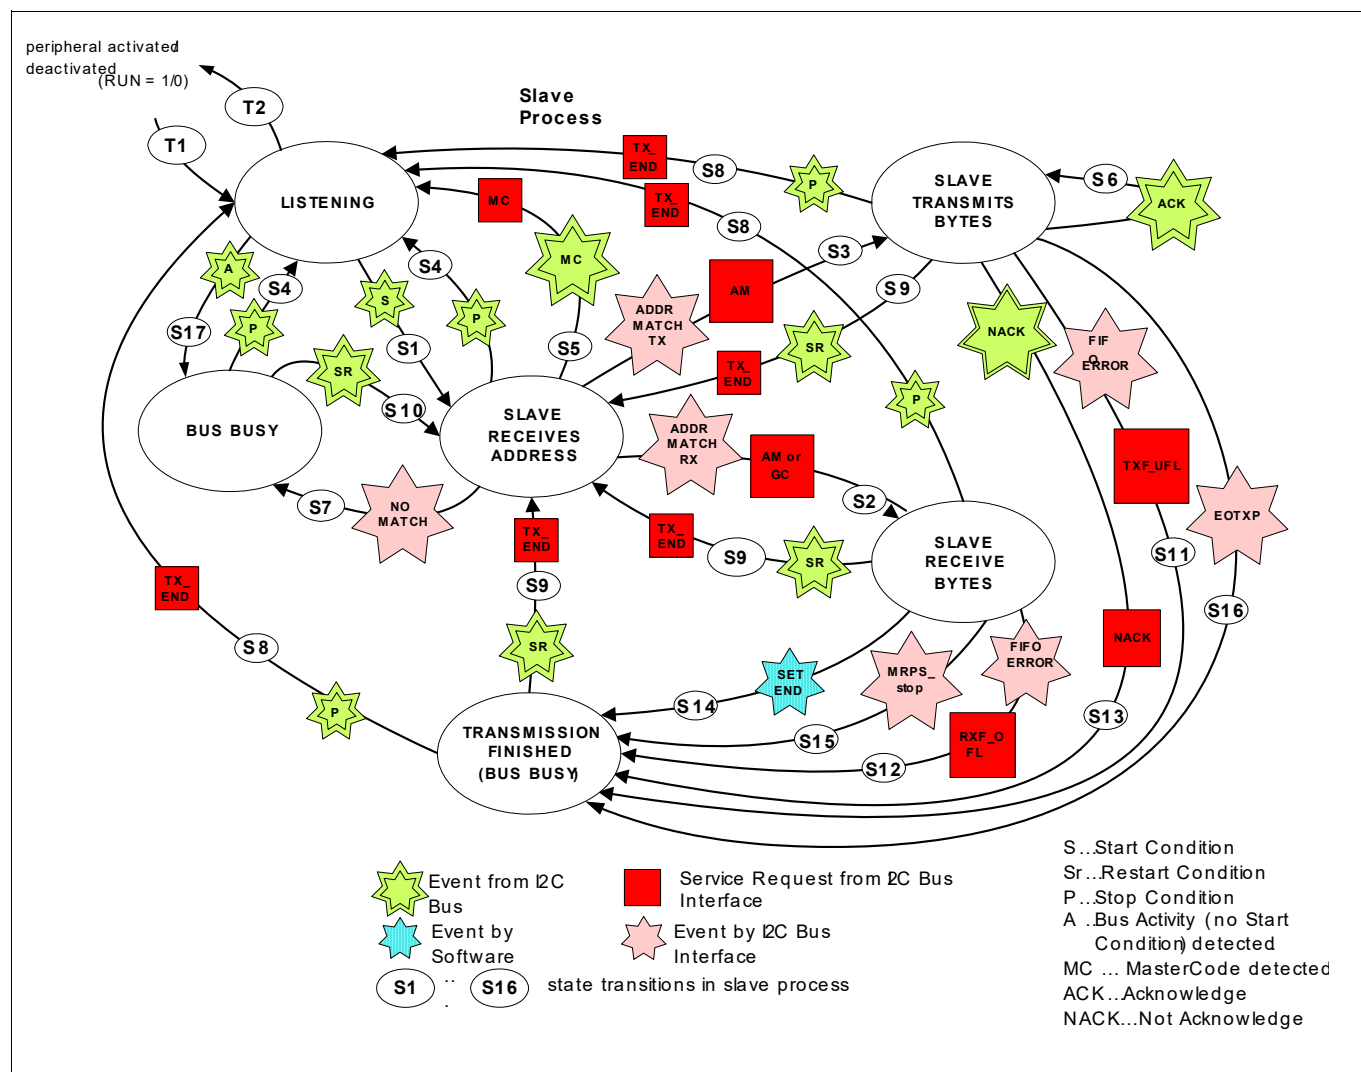 peripheral activated/
deactivated
(RUN = 1/0)
T2
T1
Slave
Process
LISTENING
TX_
END
S8
P
SLAVE
TRANSMITS
BYTES
S6
ACK
MC
TX_
END
S8
A
S4
S4
S
P
MC
S5
ADDR
MATCH
TX
AM
S3
S9
S17
P
S1
SR
S10
SR
TX_
END
NACK
FIF
O
ERROR
P
BUS BUSY
SLAVE
RECEIVES
ADDRESS
ADDR
MATCH
RX
AM or
GC
S2
TXF_UFL
EOTXP
S7
NO
MATCH
TX_
END
TX_
END
S9
SR
SLAVE
RECEIVE
BYTES
S11
S16
TX_
END
S9
S8
SR
SET
END
MRPS_
stop
FIFO
ERROR
NACK
P
S14
S15
S12
RXF_O
FL
S13
TRANSMISSION
FINISHED
(BUS BUSY)
Event from I2C
Bus
Service Request from I2C Bus
Interface
Event by
Software
Event by I2C Bus
Interface
S1 ... S16 state transitions in slave process
S ...Start Condition
Sr ...Restart Condition
P ...Stop Condition
A ..Bus Activity (no Start
Condition) detected
MC ... MasterCode detected
ACK ...Acknowledge
NACK...Not Acknowledge